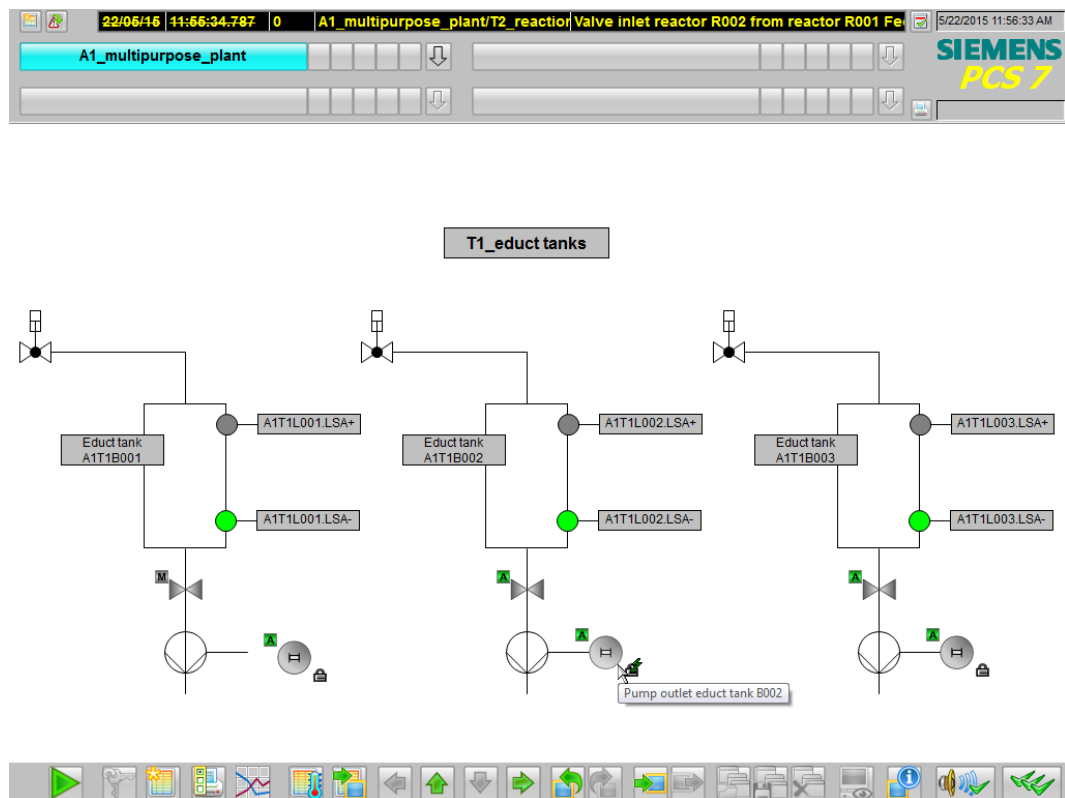 22/05/15 11:55:34.787 0 A1_multipurpose_plant/T2_reaction Valve inlet reactor R002 from reactor R001 Fee 5/22/2015 11:56:33 AM
A1_multipurpose_plant
SIEMENS
PCS 7
T1_educt tanks
A1T1L001.LSA+ A1T1L002.LSA+ A1T1L003.LSA+
Educt tank Educt tank Educt tank
A1T1B001 A1T1B002 A1T1B003
A1T1L001.LSA- A1T1L002.LSA- A1T1L003.LSA-
M A A
A A A
Pump outlet educt tank B002